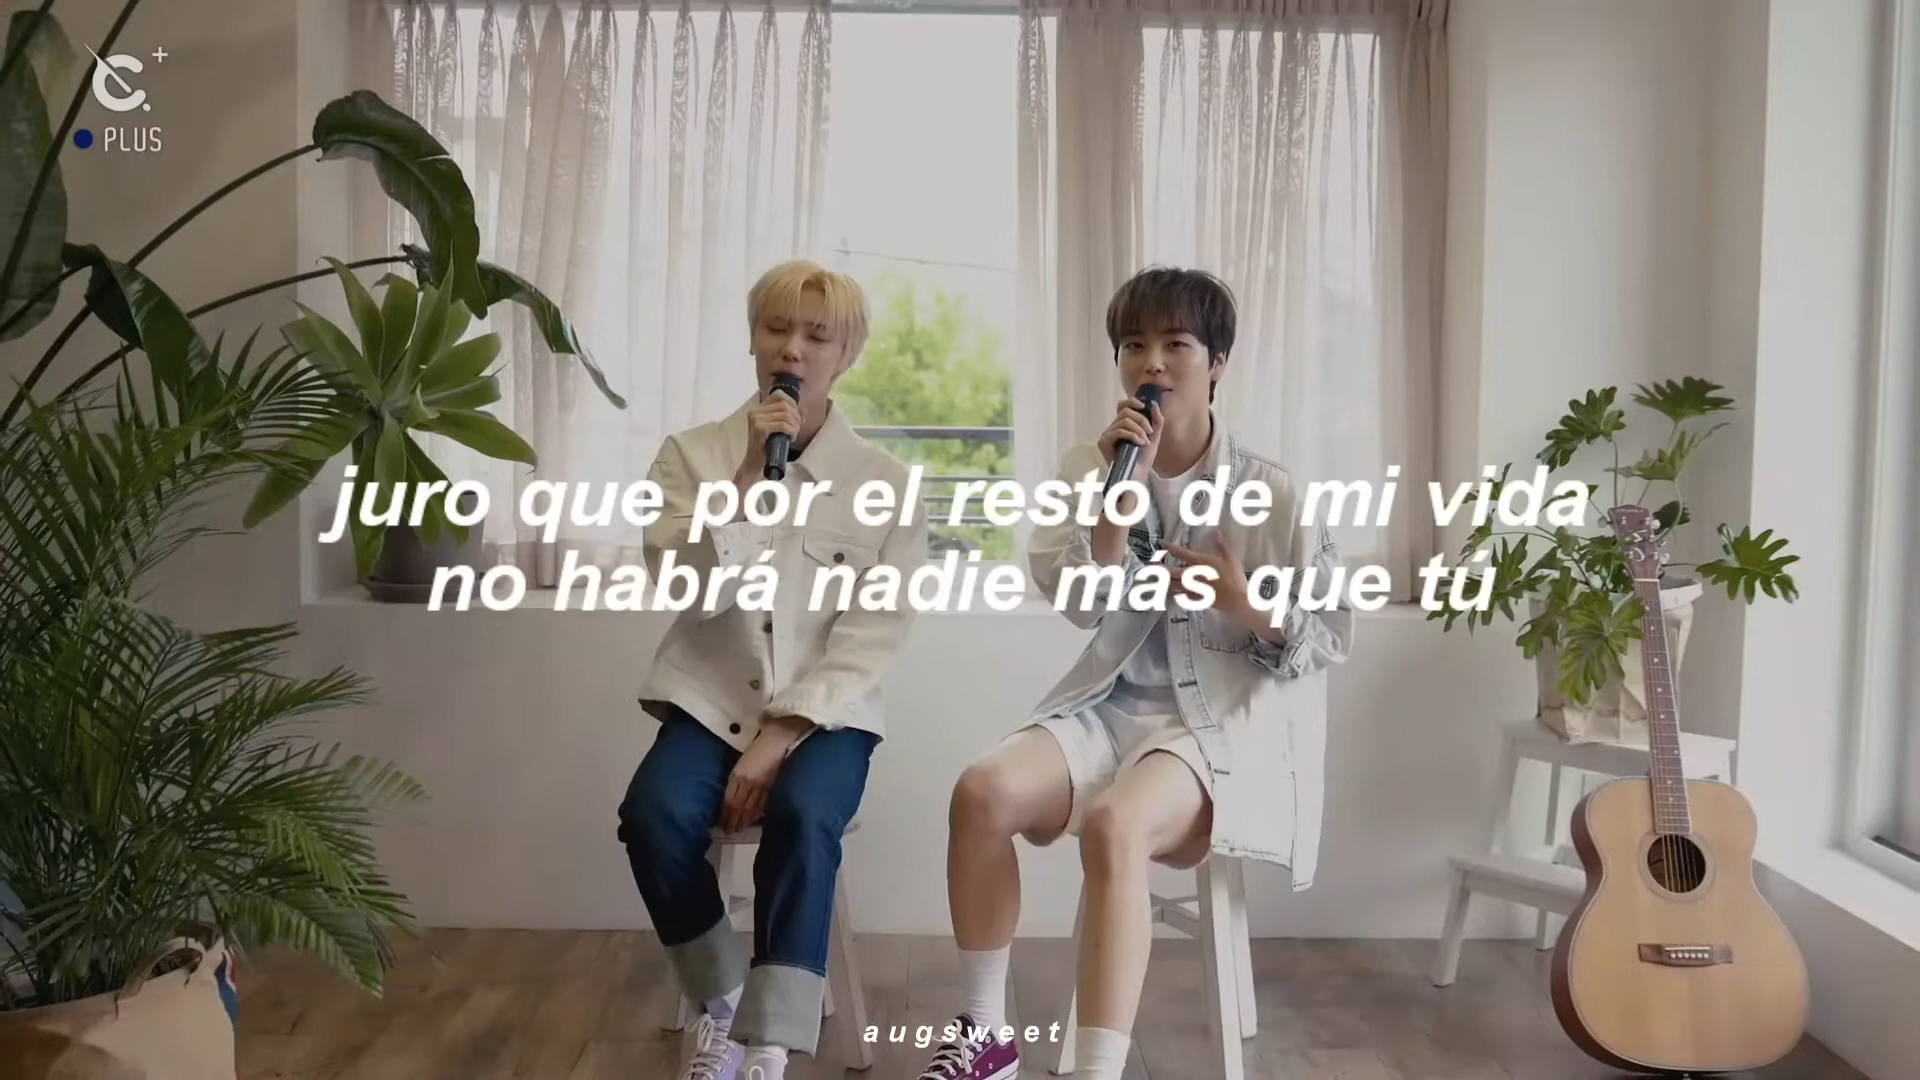 C+
PLUS
juro que por el resto de mi vida
no habrá nadie más que tú
augsweet